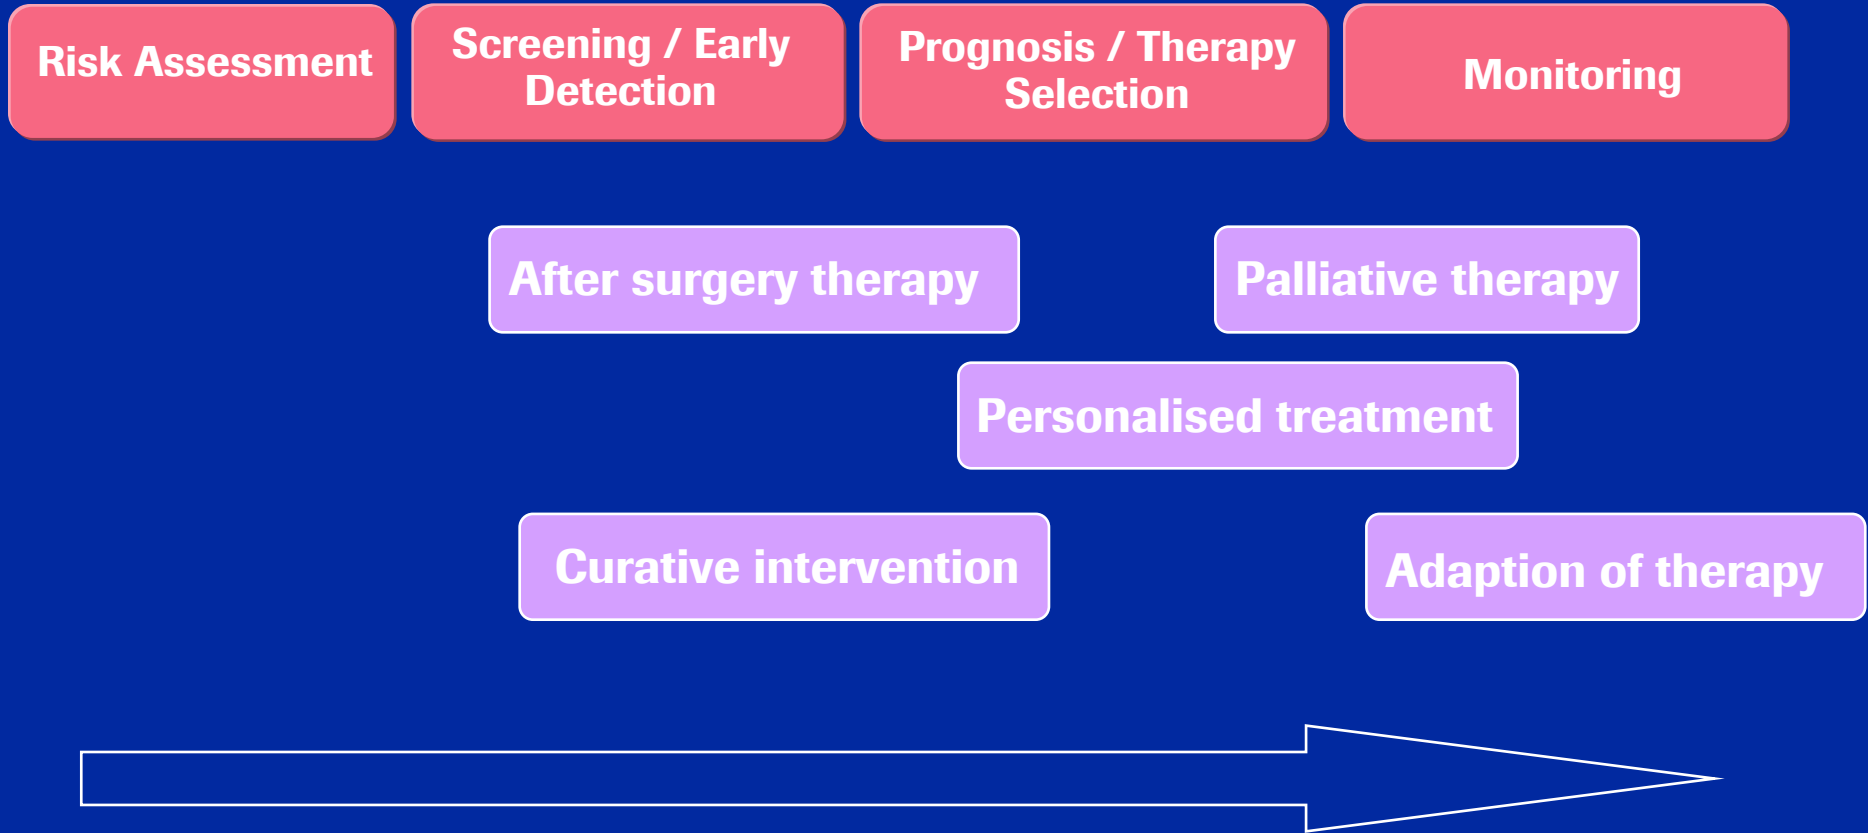 Risk Assessment
Screening / Early
Detection
Prognosis / Therapy
Selection
Monitoring
After surgery therapy
Palliative therapy
Personalised treatment
Curative intervention
Adaption of therapy